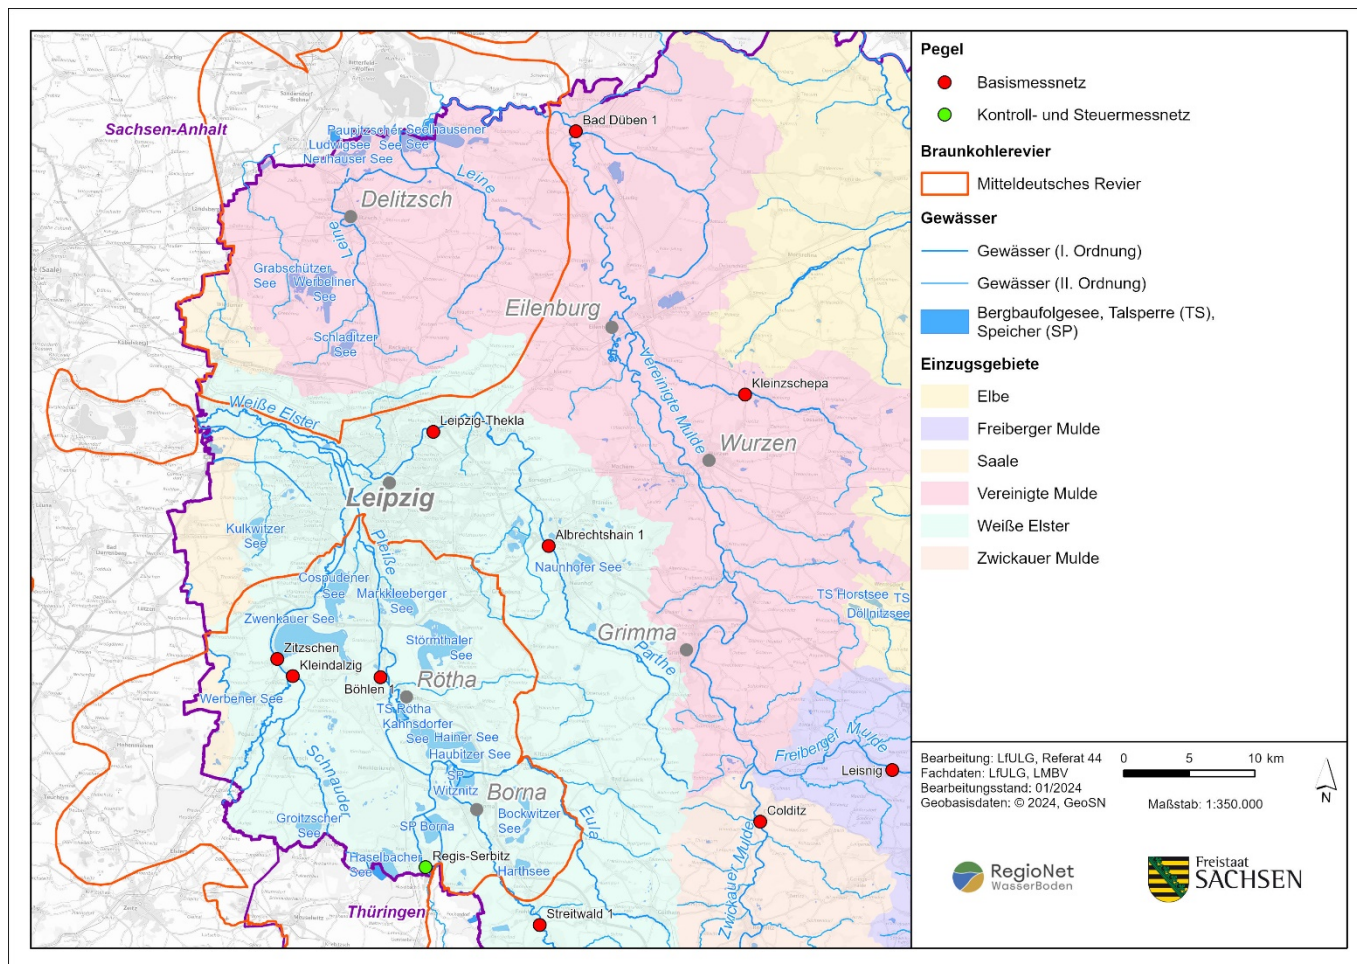 Sachsen-Anhalt
Paupitzscher
See
Seelhausener
See
Ludwigsee
Neuhauser See
Bad Düben 1
Delitzsch
Leine
Leine
Grabschützer
See
Werbeliner
See
Schladitzer
See
Eilenburg
Vereinigte Mulde
Kleinzschepa
Weiße Elster
Leipzig-Thekla
Wurzen
Leipzig
Kulkwitzer
See
Pleiße
Albrechtshain 1
Naunhofer See
Cospudener
See
Markkleeberger
See
TS Horstsee
TS
Döllnitzsee
Zwenkauer See
Störmthaler
See
Grimma
Parthe
Zitzschen
Kleindalzig
Böhlen 1
Rötha
Werbener See
TS Rötha
Kahnsdorfer
See
Hainer See
Haubitzer See
Freiberger Mulde
Leisnig
Schnauder
SP
Witznitz
Borna
Bockwitzer
See
Eula
Colditz
Zwickauer Mulde
Groitzscher
See
SP Borna
Haselbacher
See
Regis-Serbitz
Harthsee
Thüringen
Streitwald 1
Pegel
Basismessnetz
Kontroll- und Steuermessnetz
Braunkohlerevier
Mitteldeutsches Revier
Gewässer
Gewässer (I. Ordnung)
Gewässer (II. Ordnung)
Bergbaufolgesee, Talsperre (TS),
Speicher (SP)
Einzugsgebiete
Elbe
Freiberger Mulde
Saale
Vereinigte Mulde
Weiße Elster
Zwickauer Mulde
Bearbeitung: LfULG, Referat 44
Fachdaten: LfULG, LMBV
Bearbeitungsstand: 01/2024
Geobasisdaten: © 2024, GeoSN
0 5 10 km
Maßstab: 1:350.000
N
RegioNet
WasserBoden
Freistaat
SACHSEN